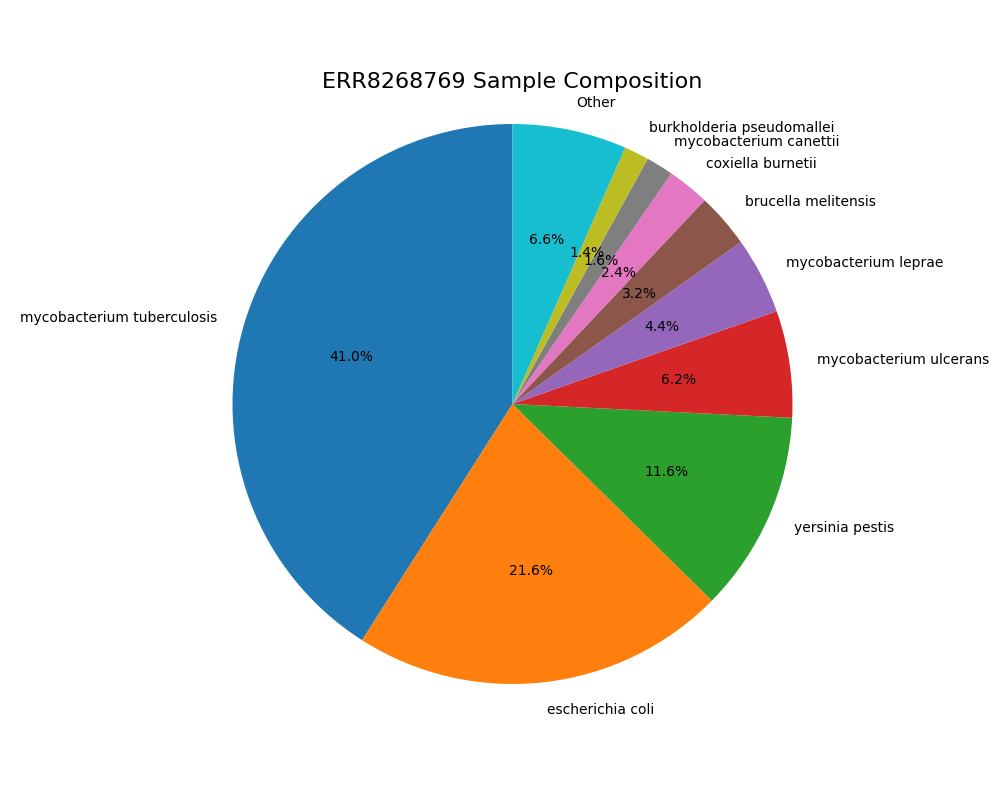 ERR8268769 Sample Composition
Other
burkholderia pseudomallei
mycobacterium canettii
coxiella burnetii
brucella melitensis
mycobacterium leprae
mycobacterium ulcerans
yersinia pestis
escherichia coli
mycobacterium tuberculosis
6.6%
1.4%
1.6%
2.4%
3.2%
4.4%
6.2%
11.6%
21.6%
41.0%